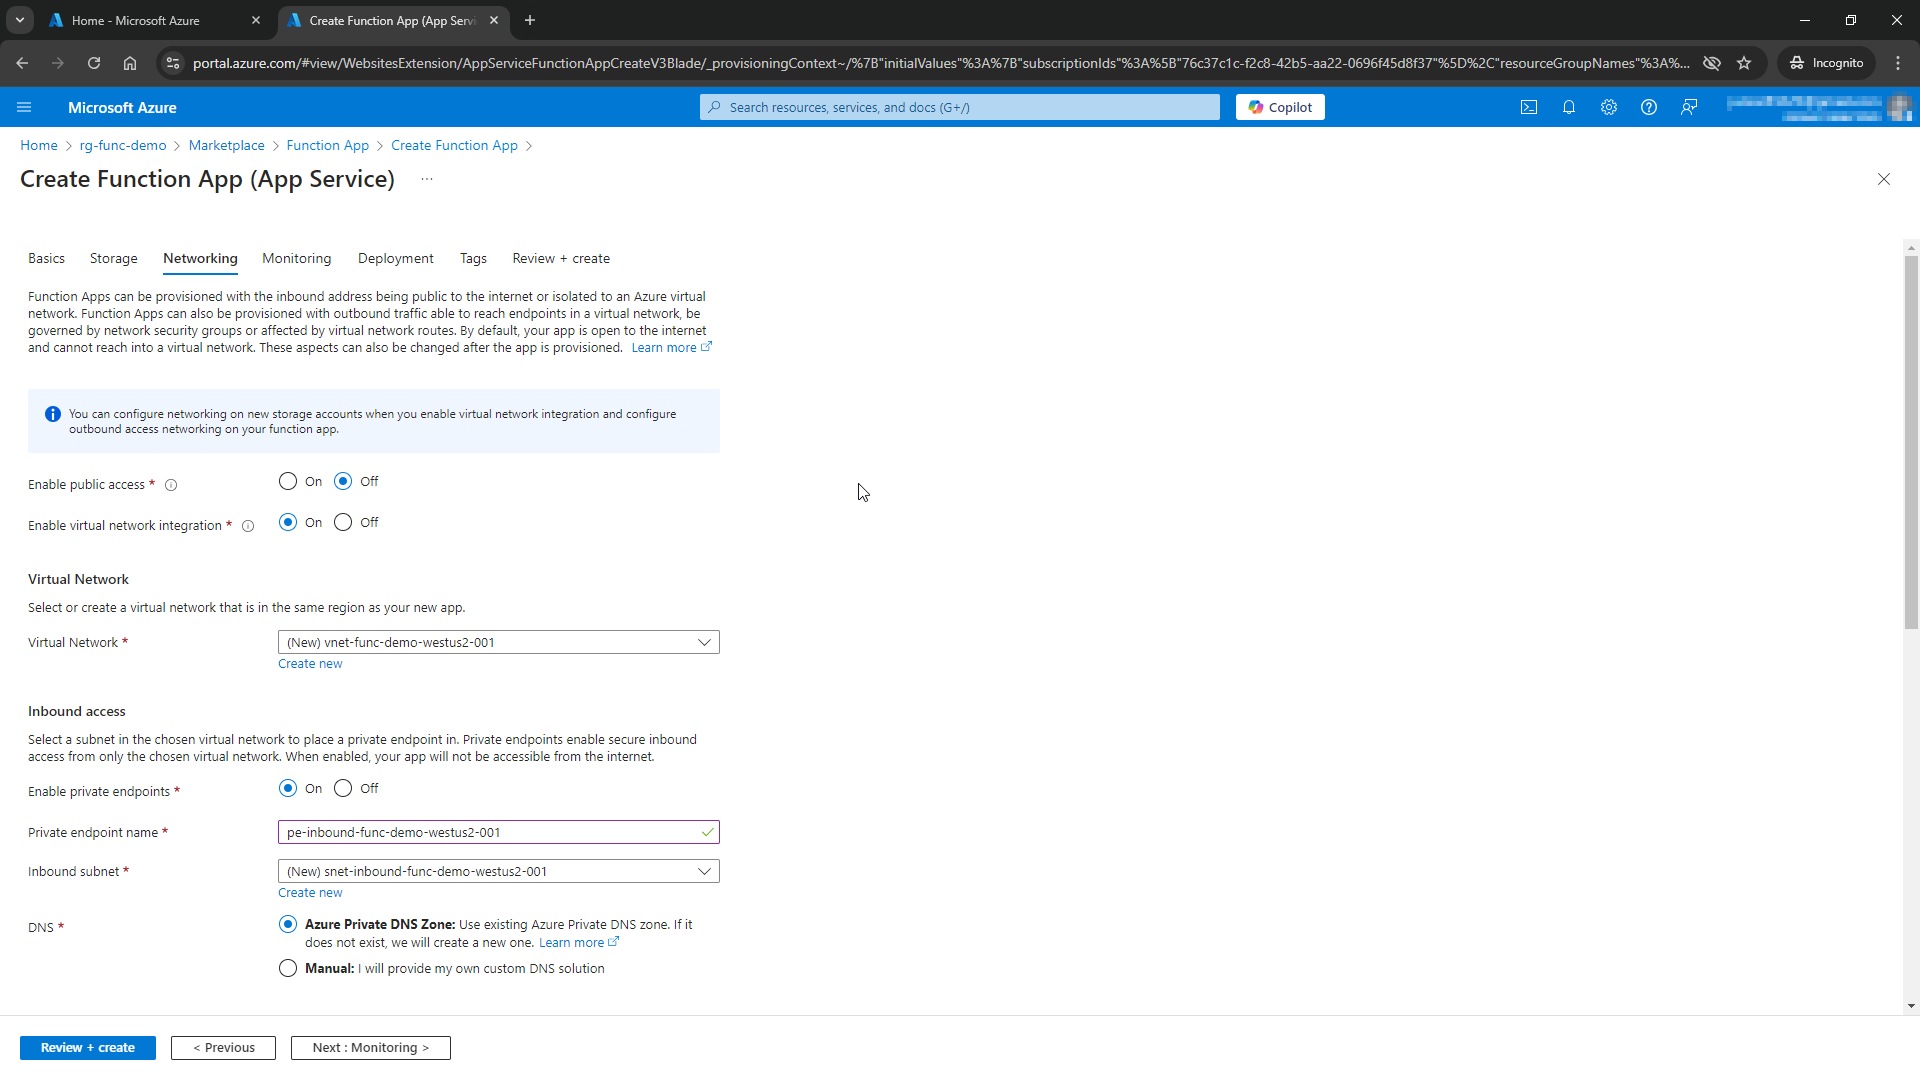 Home - Microsoft Azure
Create Function App (App Servi
portal.azure.com/#view/WebsitesExtension/AppServiceFunctionAppCreateV3Blade/_provisioningContext~/%7B"initialValues"%3A%7B"subscriptionIds"%3A%5B"76c37c1c-f2c8-42b5-aa22-0696f45d8f37"%5D%2C"resourceGroupNames"%3A%...
Incognito
Microsoft Azure
Search resources, services, and docs (G+/)
Copilot
Home > rg-func-demo > Marketplace > Function App > Create Function App >
Create Function App (App Service) ...
Basics Storage Networking Monitoring Deployment Tags Review + create
Function Apps can be provisioned with the inbound address being public to the internet or isolated to an Azure virtual
network. Function Apps can also be provisioned with outbound traffic able to reach endpoints in a virtual network, be
governed by network security groups or affected by virtual network routes. By default, your app is open to the internet
and cannot reach into a virtual network. These aspects can also be changed after the app is provisioned. Learn more
You can configure networking on new storage accounts when you enable virtual network integration and configure
outbound access networking on your function app.
Enable public access * On Off
Enable virtual network integration * On Off
Virtual Network
Select or create a virtual network that is in the same region as your new app.
Virtual Network * (New) vnet-func-demo-westus2-001
Create new
Inbound access
Select a subnet in the chosen virtual network to place a private endpoint in. Private endpoints enable secure inbound
access from only the chosen virtual network. When enabled, your app will not be accessible from the internet.
Enable private endpoints * On Off
Private endpoint name * pe-inbound-func-demo-westus2-001
Inbound subnet * (New) snet-inbound-func-demo-westus2-001
Create new
DNS * Azure Private DNS Zone: Use existing Azure Private DNS zone. If it
does not exist, we will create a new one. Learn more
Manual: I will provide my own custom DNS solution
Review + create
< Previous
Next : Monitoring >